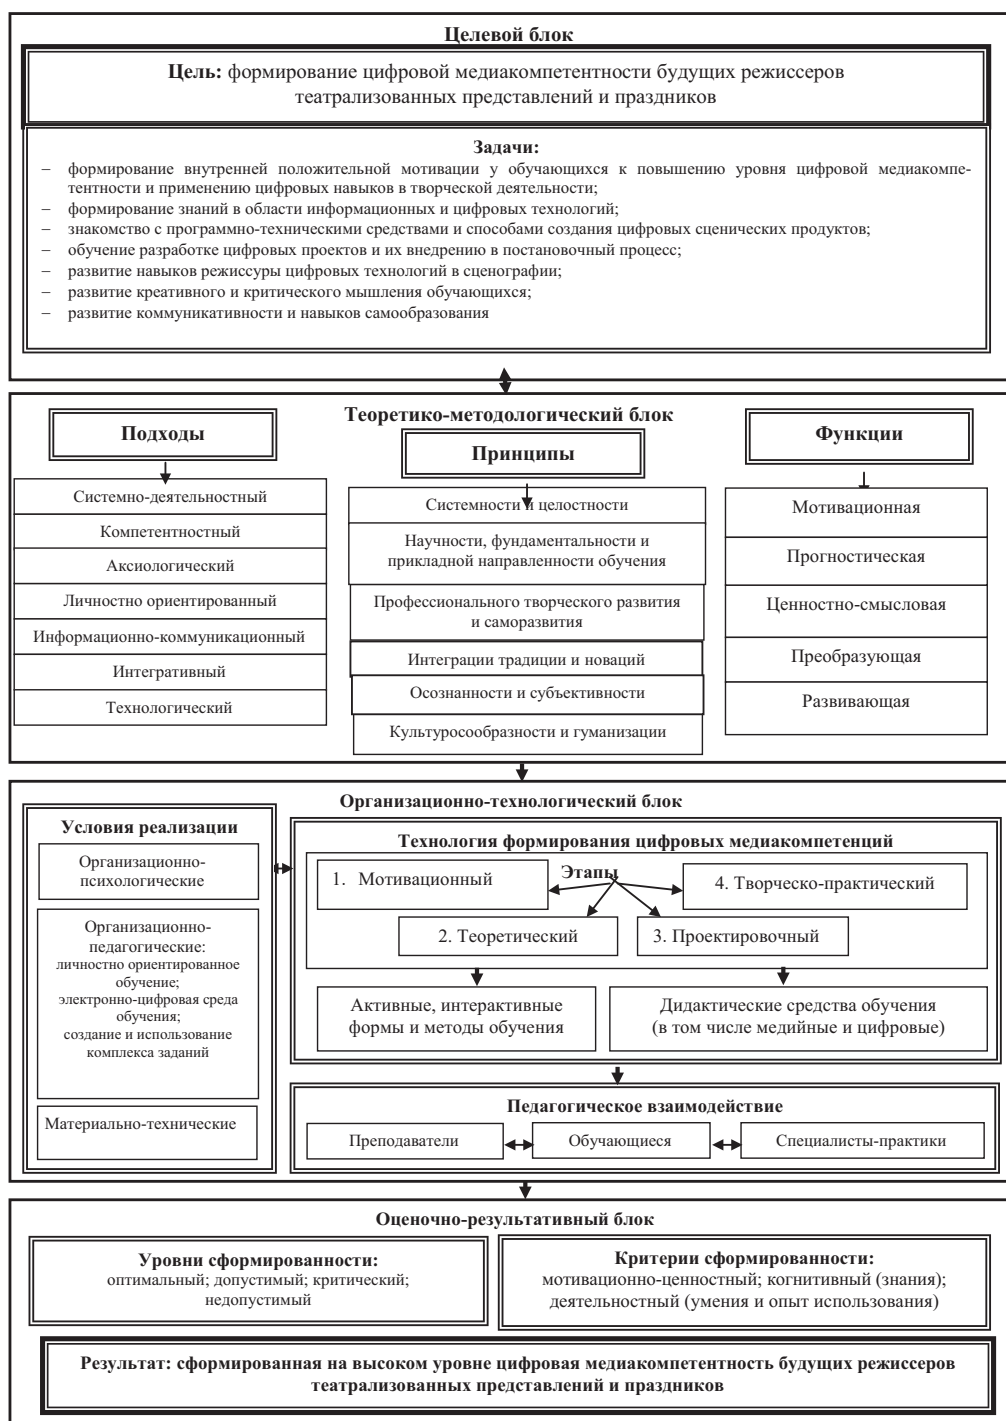 Целевой блок
Цель: формирование цифровой медиакомпетентности будущих режиссеров
театрализованных представлений и праздников
Задачи:
– формирование внутренней положительной мотивации у обучающихся к повышению уровня цифровой медиакомпе-
тентности и применению цифровых навыков в творческой деятельности;
– формирование знаний в области информационных и цифровых технологий;
– знакомство с программно-техническими средствами и способами создания цифровых сценических продуктов;
– обучение разработке цифровых проектов и их внедрению в постановочный процесс;
– развитие навыков режиссуры цифровых технологий в сценографии;
– развитие креативного и критического мышления обучающихся;
– развитие коммуникативности и навыков самообразования
Теоретико-методологический блок
Подходы
Системно-деятельностный
Компетентностный
Аксиологический
Личностно ориентированный
Информационно-коммуникационный
Интегративный
Технологический
Принципы
Системности и целостности
Научности, фундаментальности и
прикладной направленности обучения
Профессионального творческого развития
и саморазвития
Интеграции традиции и новаций
Осознанности и субъективности
Культуросообразности и гуманизации
Функции
Мотивационная
Прогностическая
Ценностно-смысловая
Преобразующая
Развивающая
Организационно-технологический блок
Условия реализации
Организационно-
психологические
Организационно-
педагогические:
личностно ориентированное
обучение;
электронно-цифровая среда
обучения;
создание и использование
комплекса заданий
Материально-технические
Технология формирования цифровых медиакомпетенций
Этапы
1. Мотивационный
4. Творческо-практический
2. Теоретический
3. Проектировочный
Активные, интерактивные
формы и методы обучения
Дидактические средства обучения
(в том числе медийные и цифровые)
Педагогическое взаимодействие
Преподаватели
Обучающиеся
Специалисты-практики
Оценочно-результативный блок
Уровни сформированности:
оптимальный; допустимый; критический;
недопустимый
Критерии сформированности:
мотивационно-ценностный; когнитивный (знания);
деятельностный (умения и опыт использования)
Результат: сформированная на высоком уровне цифровая медиакомпетентность будущих режиссеров
театрализованных представлений и праздников